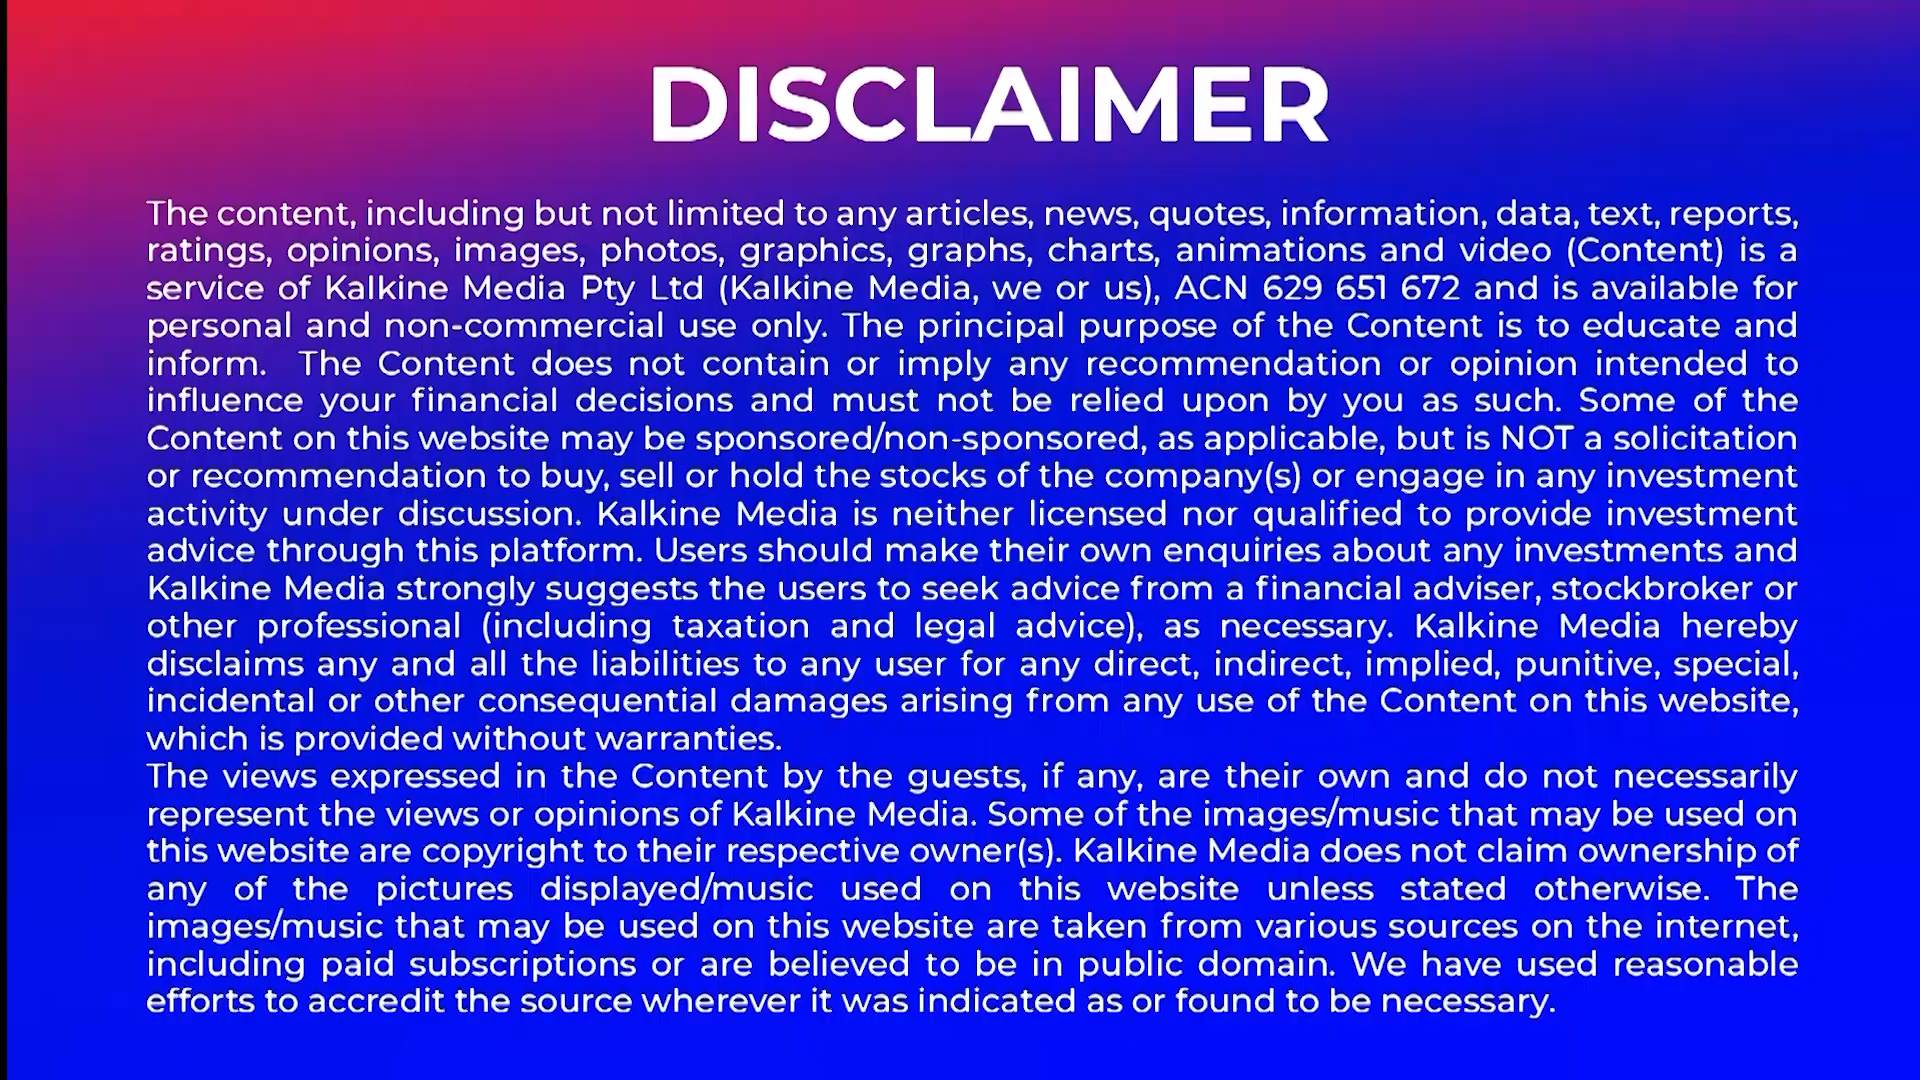 DISCLAIMER
The content, including but not limited to any articles, news, quotes, information, data, text, reports,
ratings, opinions, images, photos, graphics, graphs, charts, animations and video (Content) is a
service of Kalkine Media Pty Ltd (Kalkine Media, we or us), ACN 629 651 672 and is available for
personal and non-commercial use only. The principal purpose of the Content is to educate and
inform.  The Content does not contain or imply any recommendation or opinion intended to
influence your financial decisions and must not be relied upon by you as such. Some of the
Content on this website may be sponsored/non-sponsored, as applicable, but is NOT a solicitation
or recommendation to buy, sell or hold the stocks of the company(s) or engage in any investment
activity under discussion. Kalkine Media is neither licensed nor qualified to provide investment
advice through this platform. Users should make their own enquiries about any investments and
Kalkine Media strongly suggests the users to seek advice from a financial adviser, stockbroker or
other professional (including taxation and legal advice), as necessary. Kalkine Media hereby
disclaims any and all the liabilities to any user for any direct, indirect, implied, punitive, special,
incidental or other consequential damages arising from any use of the Content on this website,
which is provided without warranties.
The views expressed in the Content by the guests, if any, are their own and do not necessarily
represent the views or opinions of Kalkine Media. Some of the images/music that may be used on
this website are copyright to their respective owner(s). Kalkine Media does not claim ownership of
any of the pictures displayed/music used on this website unless stated otherwise. The
images/music that may be used on this website are taken from various sources on the internet,
including paid subscriptions or are believed to be in public domain. We have used reasonable
efforts to accredit the source wherever it was indicated as or found to be necessary.